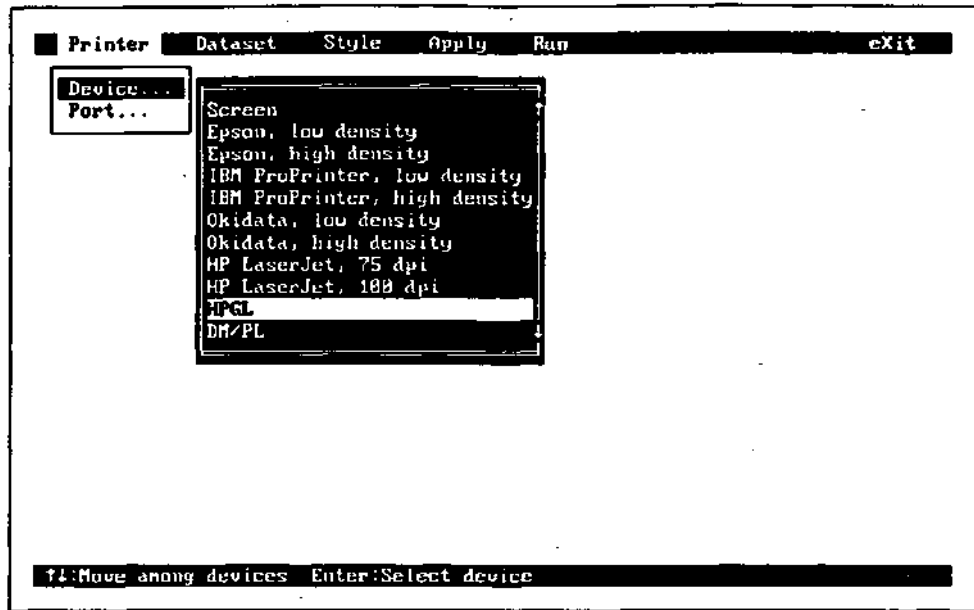 Printer Dataset Style Apply Run eXit
Device...
Port...
Screen
Epson, low density
Epson, high density
IBM ProPrinter, low density
IBM ProPrinter, high density
Okidata, low density
Okidata, high density
HP LaserJet, 75 dpi
HP LaserJet, 100 dpi
HPGL
DM/PL
↑↓:Move among devices Enter:Select device